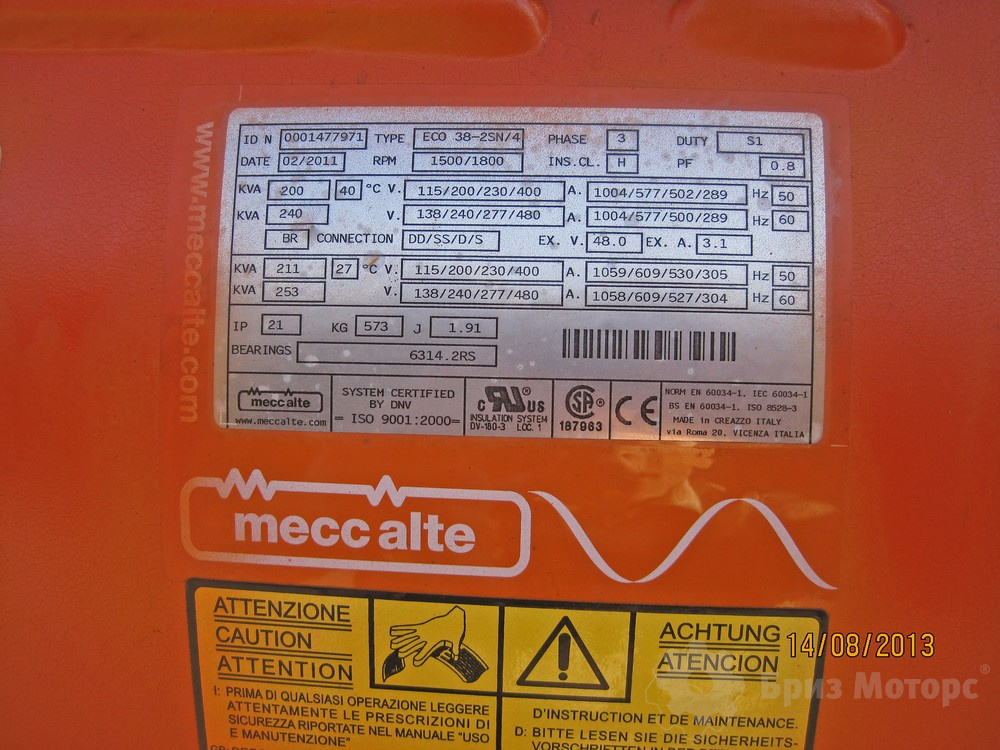 ID N 0001477971 TYPE ECO 38-2SN/4 PHASE 3 DUTY S1
DATE 02/2011 RPM 1500/1800 INS.CL. H PF 0.8
KVA 200 40 °C V. 115/200/230/400 A. 1004/577/502/289 Hz 50
KVA 240 V. 138/240/277/480 A. 1004/577/500/289 Hz 60
BR CONNECTION DD/SS/D/S EX. V. 48.0 EX. A. 3.1
KVA 211 27 °C V. 115/200/230/400 A. 1059/609/530/305 Hz 50
KVA 253 V. 138/240/277/480 A. 1058/609/527/304 Hz 60
IP 21 KG 573 J 1.91
BEARINGS 6314.2RS
mecc alte
www.meccalte.com
SYSTEM CERTIFIED
BY DNV
= ISO 9001:2000=
c RU® US
INSULATION SYSTEM
DV-180-3 LOC. 1
SA®
187963
CE
NORM EN 60034-1. IEC 60034-1
BS EN 60034-1. ISO 8528-3
MADE in CREAZZO ITALY
via Roma 20. VICENZA ITALIA
www.meccalte.com
mecc alte
ATTENZIONE
CAUTION
ATTENTION
I: PRIMA DI QUALSIASI OPERAZIONE LEGGERE
ATTENTAMENTE LE PRESCRIZIONI DI
SICUREZZA RIPORTATE NEL MANUALE "USO
E MANUTENZIONE"
ACHTUNG
ATENCION
D'INSTRUCTION ET DE MAINTENANCE.
D: BITTE LESEN SIE DIE SICHERHEITS-
14/08/2013
Бриз Моторс®